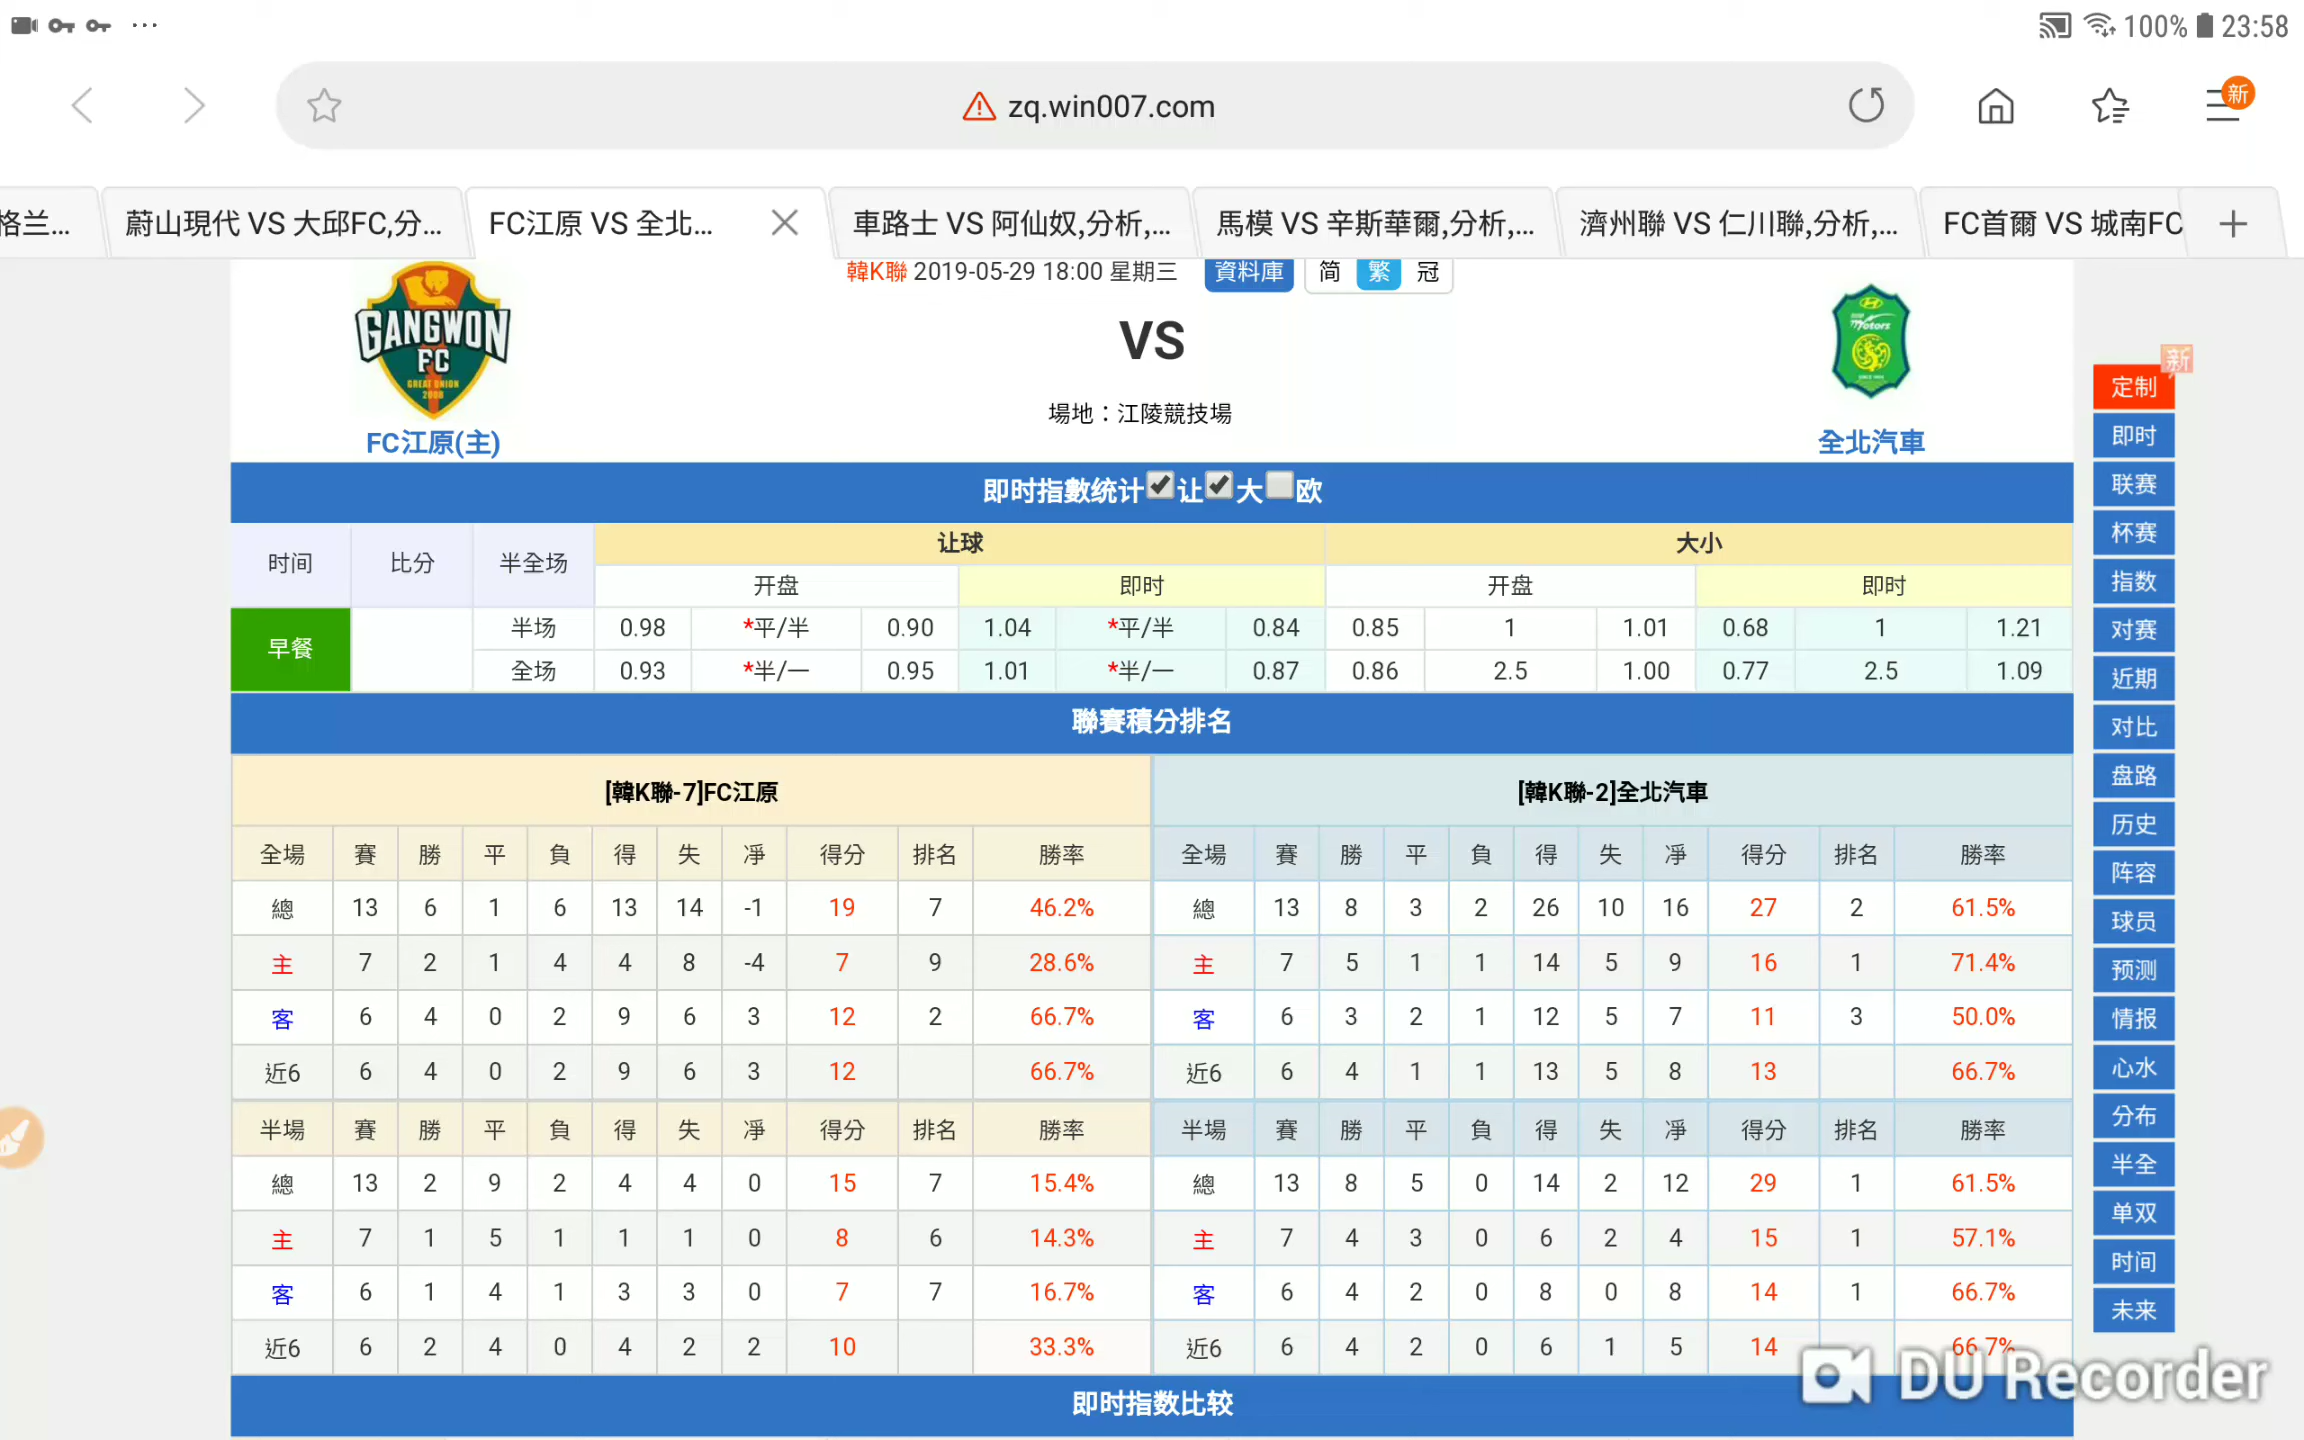 100% 23:58
zq.win007.com
新
格兰...
蔚山現代 VS 大邱FC,分...
FC江原 VS 全北...
車路士 VS 阿仙奴,分析,...
馬模 VS 辛斯華爾,分析,...
濟州聯 VS 仁川聯,分析,...
FC首爾 VS 城南FC
韓K聯 2019-05-29 18:00 星期三 資料庫 简 繁 冠
GANGWON
FC
GREAT UNION
2008
VS
Motors
場地：江陵競技場
FC江原(主) 全北汽車
即时指數统计 让 大 欧
时间 比分 半全场 让球 大小
开盘 即时 开盘 即时
早餐 半场 0.98 *平/半 0.90 1.04 *平/半 0.84 0.85 1 1.01 0.68 1 1.21
全场 0.93 *半/一 0.95 1.01 *半/一 0.87 0.86 2.5 1.00 0.77 2.5 1.09
聯賽積分排名
[韓K聯-7]FC江原 [韓K聯-2]全北汽車
全場 賽 勝 平 負 得 失 凈 得分 排名 勝率 全場 賽 勝 平 負 得 失 凈 得分 排名 勝率
總 13 6 1 6 13 14 -1 19 7 46.2% 總 13 8 3 2 26 10 16 27 2 61.5%
主 7 2 1 4 4 8 -4 7 9 28.6% 主 7 5 1 1 14 5 9 16 1 71.4%
客 6 4 0 2 9 6 3 12 2 66.7% 客 6 3 2 1 12 5 7 11 3 50.0%
近6 6 4 0 2 9 6 3 12 66.7% 近6 6 4 1 1 13 5 8 13 66.7%
半場 賽 勝 平 負 得 失 凈 得分 排名 勝率 半場 賽 勝 平 負 得 失 凈 得分 排名 勝率
總 13 2 9 2 4 4 0 15 7 15.4% 總 13 8 5 0 14 2 12 29 1 61.5%
主 7 1 5 1 1 1 0 8 6 14.3% 主 7 4 3 0 6 2 4 15 1 57.1%
客 6 1 4 1 3 3 0 7 7 16.7% 客 6 4 2 0 8 0 8 14 1 66.7%
近6 6 2 4 0 4 2 2 10 33.3% 近6 6 4 2 0 6 1 5 14 66.7%
即时指数比较
新
定制
即时
联赛
杯赛
指数
对赛
近期
对比
盘路
历史
阵容
球员
预测
情报
心水
分布
半全
单双
时间
未来
DU Recorder